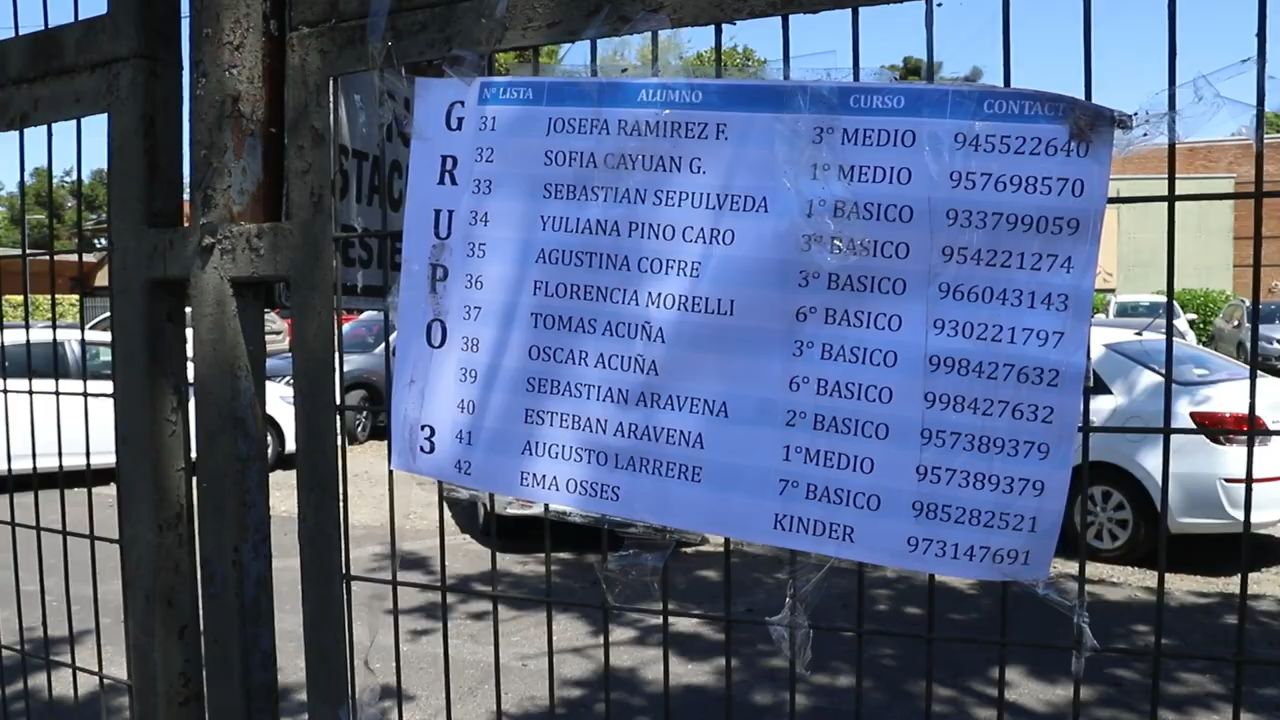 GRUPO 3
Nº LISTA ALUMNO CURSO CONTACT
31 JOSEFA RAMIREZ F. 3° MEDIO 945522640
32 SOFIA CAYUAN G. 1° MEDIO 957698570
33 SEBASTIAN SEPULVEDA 1° BASICO 933799059
34 YULIANA PINO CARO 3° BASICO 954221274
35 AGUSTINA COFRE 3° BASICO 966043143
36 FLORENCIA MORELLI 6° BASICO 930221797
37 TOMAS ACUÑA 3° BASICO 998427632
38 OSCAR ACUÑA 6° BASICO 998427632
39 SEBASTIAN ARAVENA 2° BASICO 957389379
40 ESTEBAN ARAVENA 1°MEDIO 957389379
41 AUGUSTO LARRERE 7° BASICO 985282521
42 EMA OSSES KINDER 973147691